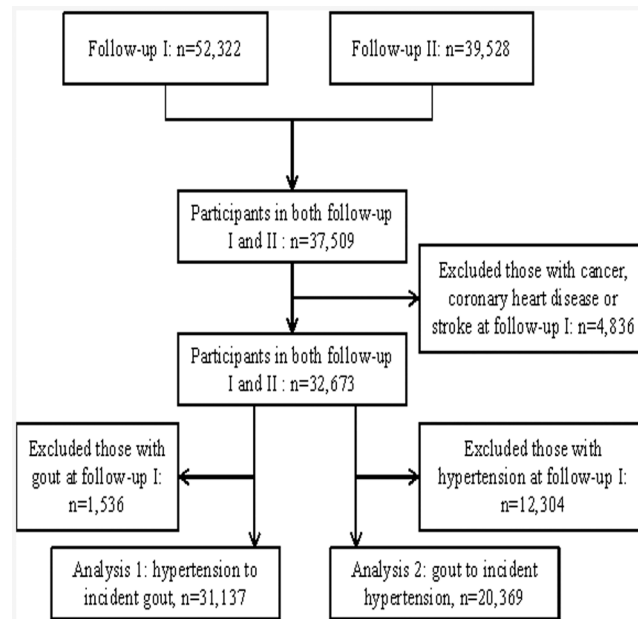 Follow-up I: n=52,322
Follow-up II: n=39,528
Participants in both follow-up
I and II : n=37,509
Excluded those with cancer,
coronary heart disease or
stroke at follow-up I: n=4,836
Participants in both follow-up
I and II : n=32,673
Excluded those with
gout at follow-up I:
n=1,536
Excluded those with
hypertension at follow-up I:
n=12,304
Analysis 1: hypertension to
incident gout, n=31,137
Analysis 2: gout to incident
hypertension, n=20,369